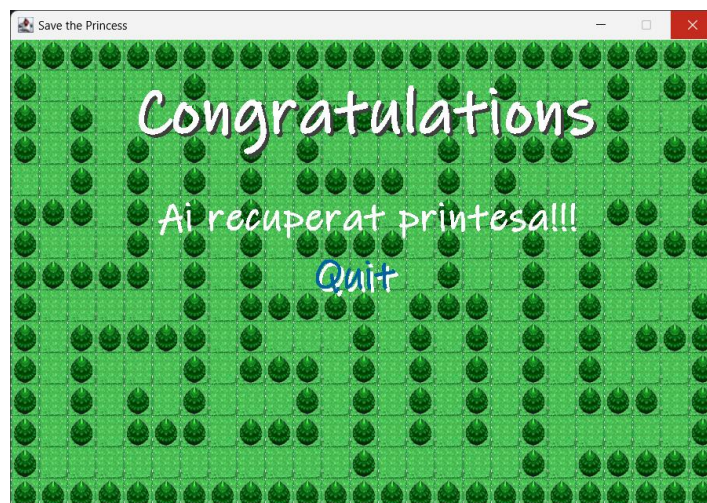 Save the Princess
Congratulations
Ai recuperat printesa!!!
Quit